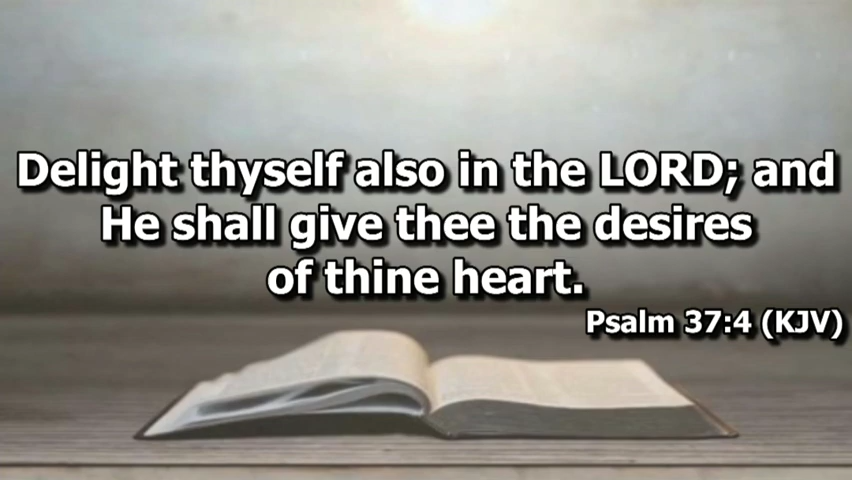 Delight thyself also in the LORD; and
He shall give thee the desires
of thine heart.
Psalm 37:4 (KJV)